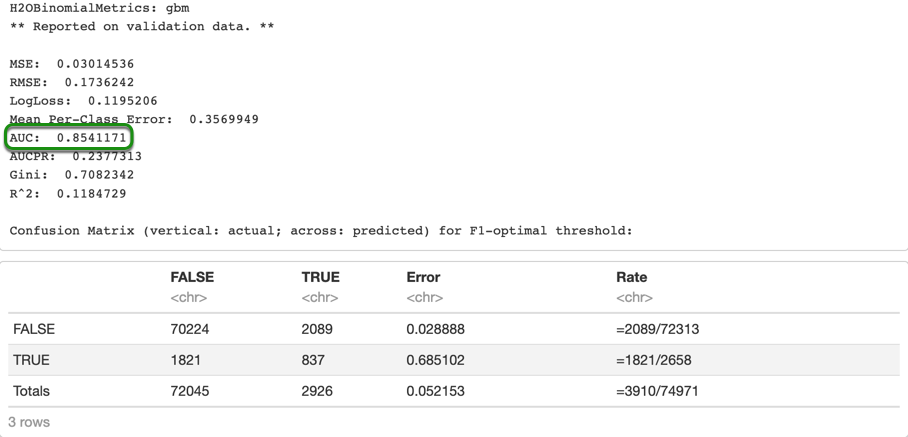 H2OBinomialMetrics: gbm
** Reported on validation data. **
MSE:  0.03014536
RMSE:  0.1736242
LogLoss:  0.1195206
Mean Per-Class Error:  0.3569949
AUC:  0.8541171
AUCPR:  0.2377313
Gini:  0.7082342
R^2:  0.1184729
Confusion Matrix (vertical: actual; across: predicted) for F1-optimal threshold:
FALSE TRUE Error Rate
<chr> <chr> <chr> <chr>
FALSE 70224 2089 0.028888 =2089/72313
TRUE 1821 837 0.685102 =1821/2658
Totals 72045 2926 0.052153 =3910/74971
3 rows